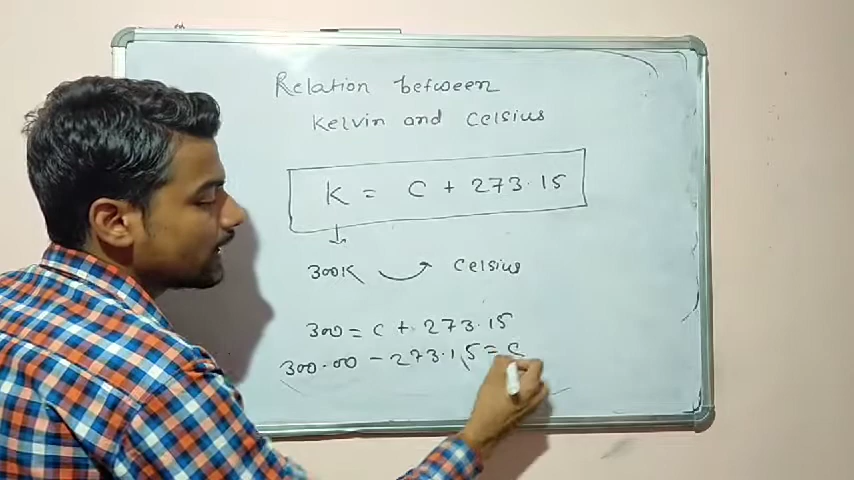 Relation between
Kelvin and Celsius
K = C + 273.15
300K Celsius
300 = C + 273.15
300.00 - 273.15 = C